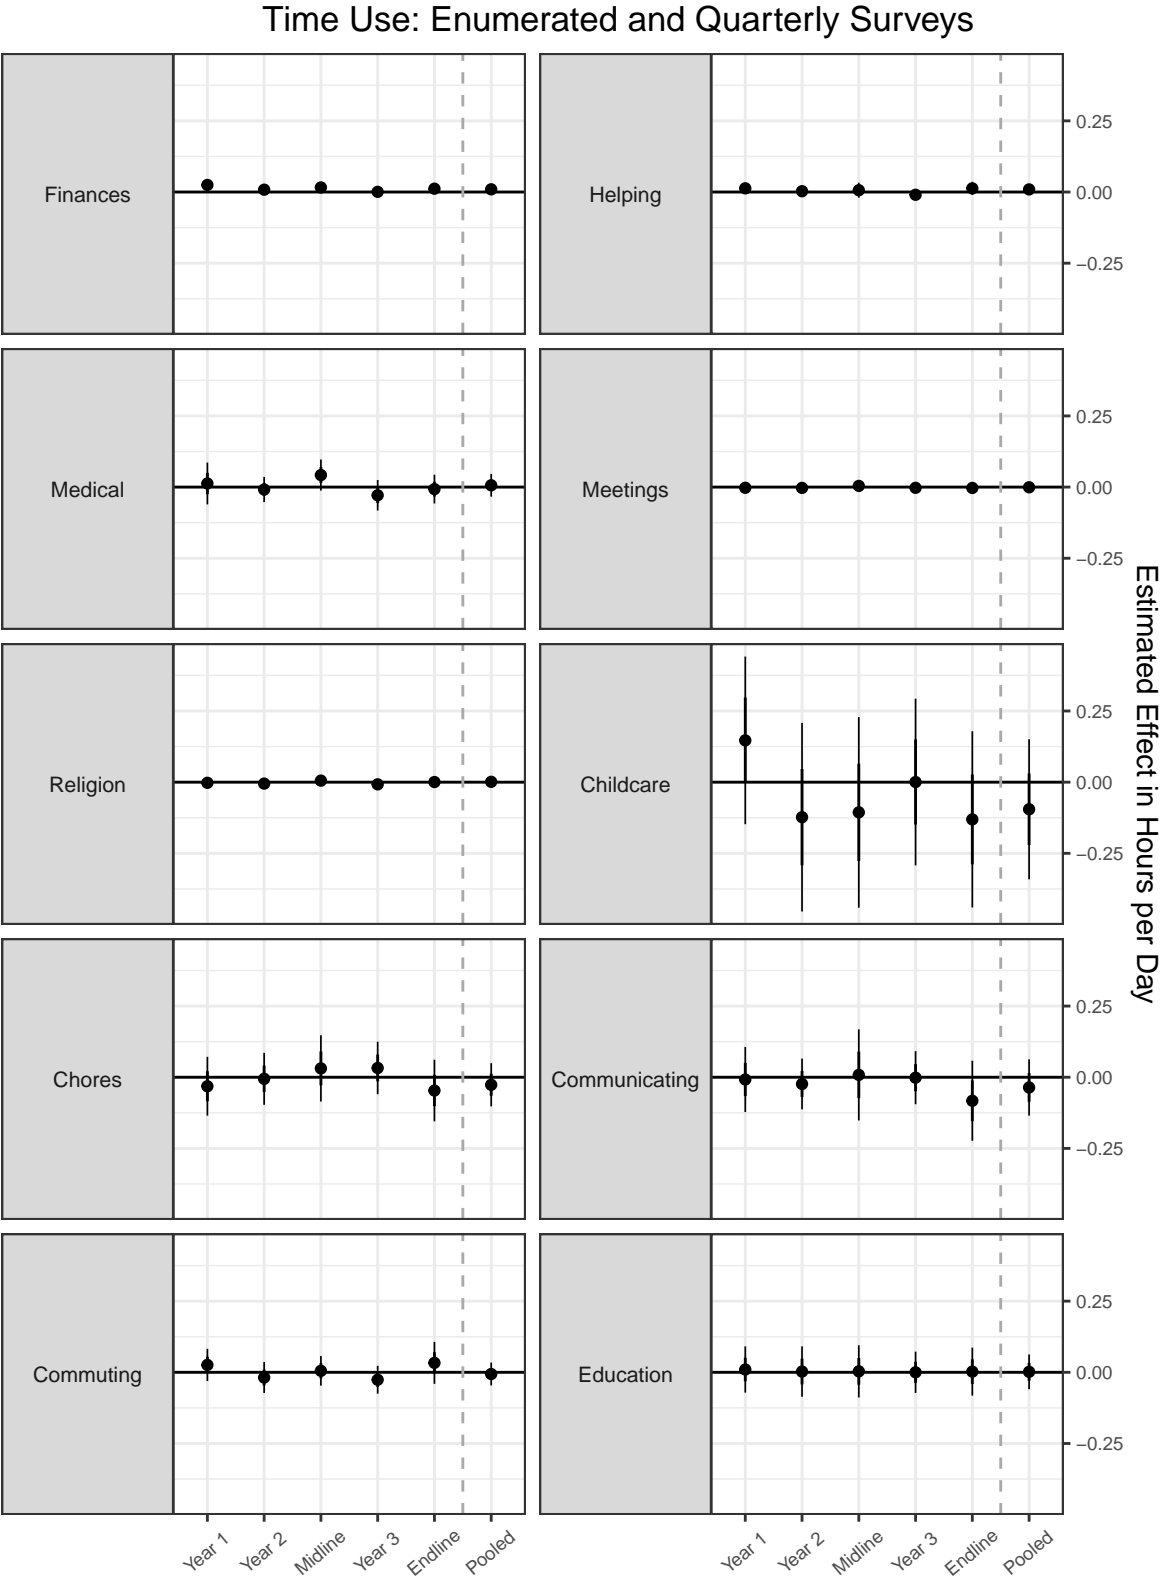 Time Use: Enumerated and Quarterly Surveys
Finances
Helping
0.25
0.00
−0.25
Medical
Meetings
0.25
0.00
−0.25
Religion
Childcare
0.25
0.00
−0.25
Chores
Communicating
0.25
0.00
−0.25
Commuting
Education
0.25
0.00
−0.25
Estimated Effect in Hours per Day
Year 1 Year 2 Midline Year 3 Endline Pooled
Year 1 Year 2 Midline Year 3 Endline Pooled